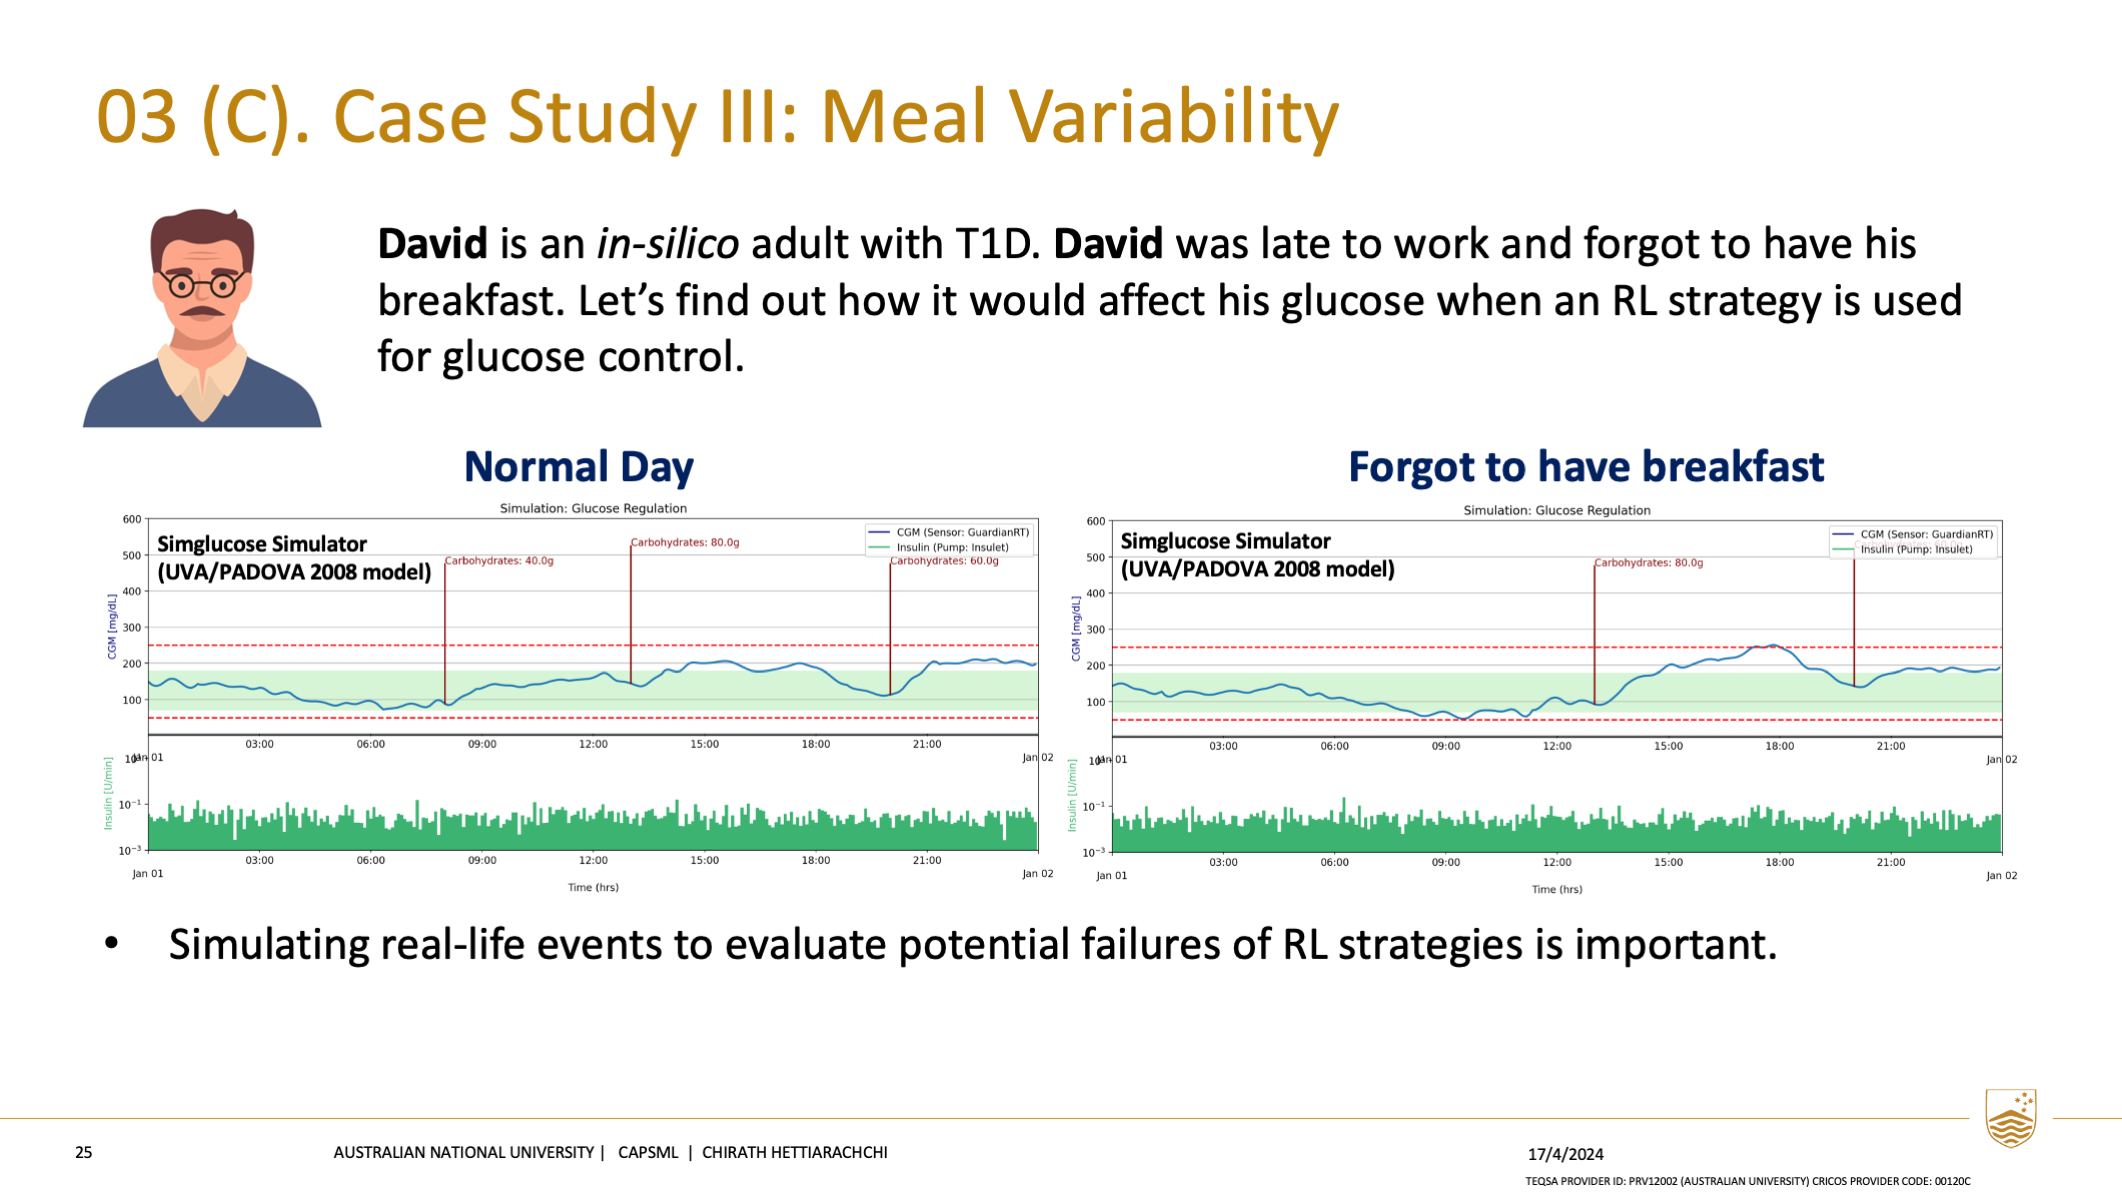 03 (C). Case Study III: Meal Variability
David is an in-silico adult with T1D. David was late to work and forgot to have his
breakfast. Let’s find out how it would affect his glucose when an RL strategy is used
for glucose control.
Normal Day
Simulation: Glucose Regulation
Simglucose Simulator
(UVA/PADOVA 2008 model)
CGM (Sensor: GuardianRT)
Insulin (Pump: Insulet)
Carbohydrates: 40.0g
Carbohydrates: 80.0g
Carbohydrates: 60.0g
CGM [mg/dL]
600
500
400
300
200
100
03:00 06:00 09:00 12:00 15:00 18:00 21:00
Jan 01 Jan 02
Insulin [U/min]
10⁻¹
10⁻³
03:00 06:00 09:00 12:00 15:00 18:00 21:00
Jan 01 Jan 02
Time (hrs)
Forgot to have breakfast
Simulation: Glucose Regulation
Simglucose Simulator
(UVA/PADOVA 2008 model)
CGM (Sensor: GuardianRT)
Insulin (Pump: Insulet)
Carbohydrates: 80.0g
CGM [mg/dL]
600
500
400
300
200
100
03:00 06:00 09:00 12:00 15:00 18:00 21:00
Jan 01 Jan 02
Insulin [U/min]
10⁻¹
10⁻³
03:00 06:00 09:00 12:00 15:00 18:00 21:00
Jan 01 Jan 02
Time (hrs)
• Simulating real-life events to evaluate potential failures of RL strategies is important.
25
AUSTRALIAN NATIONAL UNIVERSITY | CAPSML | CHIRATH HETTIARACHCHI
17/4/2024
TEQSA PROVIDER ID: PRV12002 (AUSTRALIAN UNIVERSITY) CRICOS PROVIDER CODE: 00120C